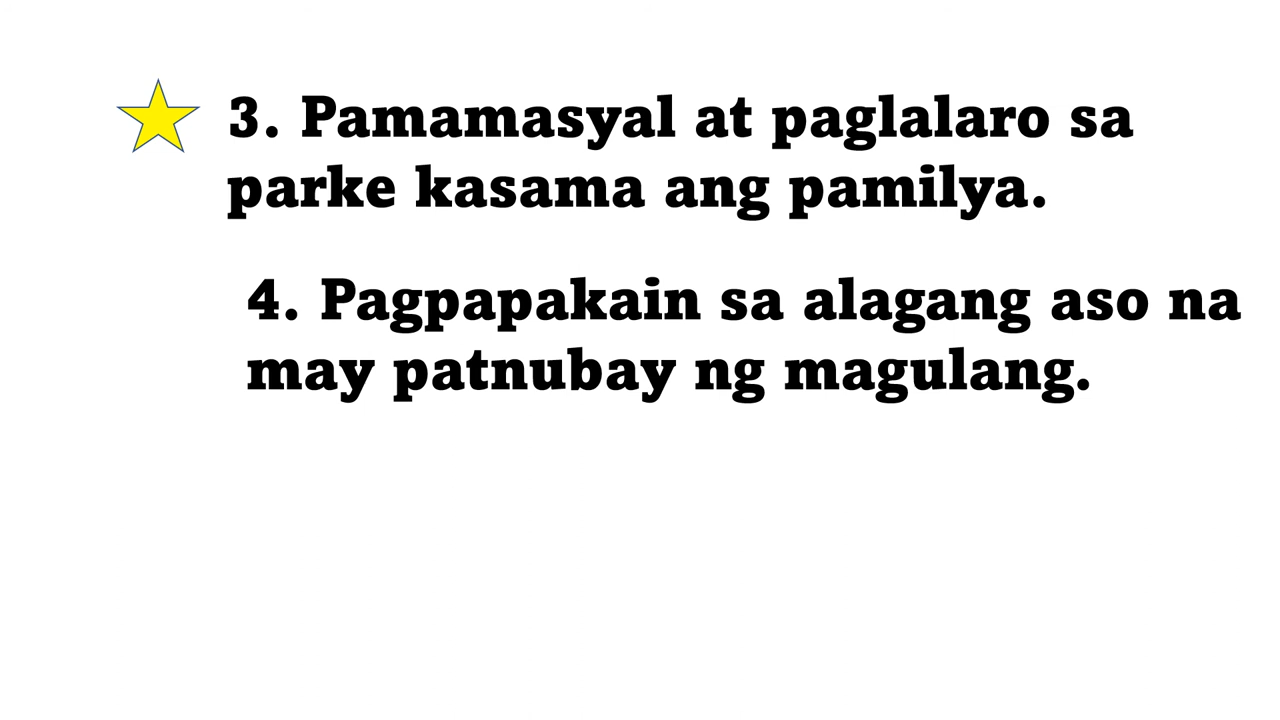 3. Pamamasyal at paglalaro sa
parke kasama ang pamilya.
4. Pagpapakain sa alagang aso na
may patnubay ng magulang.